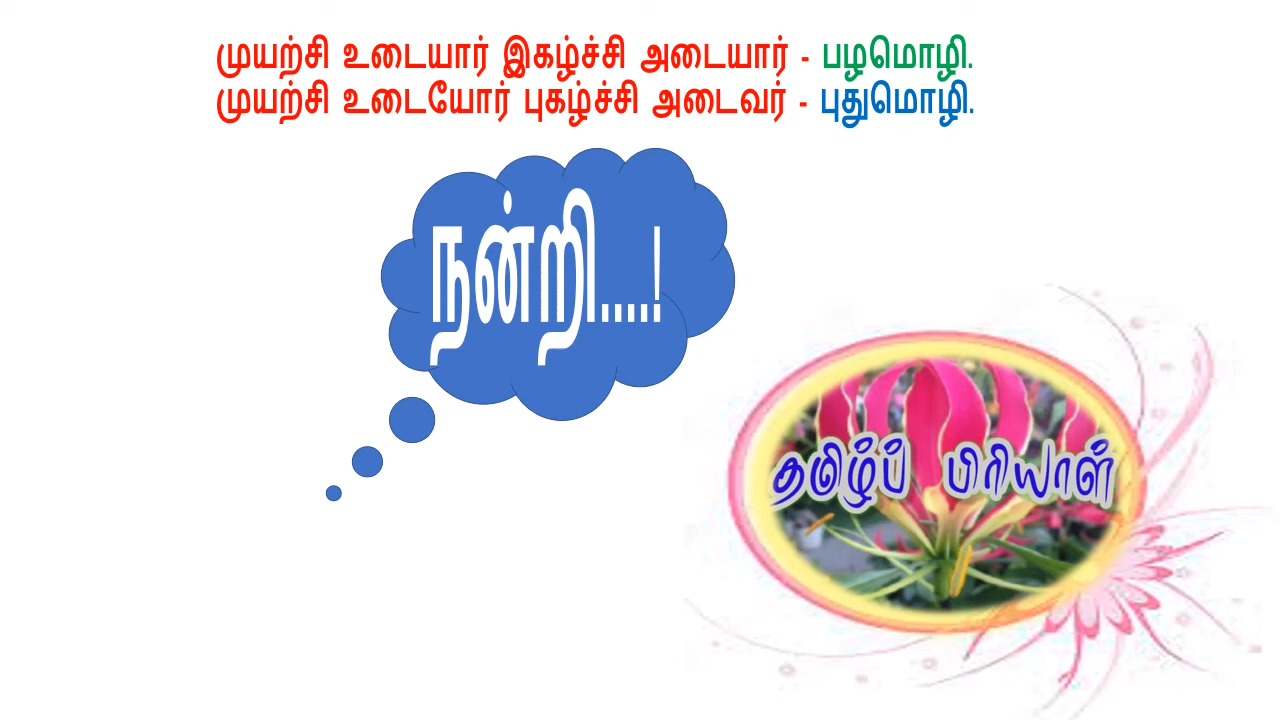 முயற்சி உடையார் இகழ்ச்சி அடையார் - பழமொழி.
முயற்சி உடையோர் புகழ்ச்சி அடைவர் - புதுமொழி.
நன்றி....!
தமிழ்ப் பிரியாள்